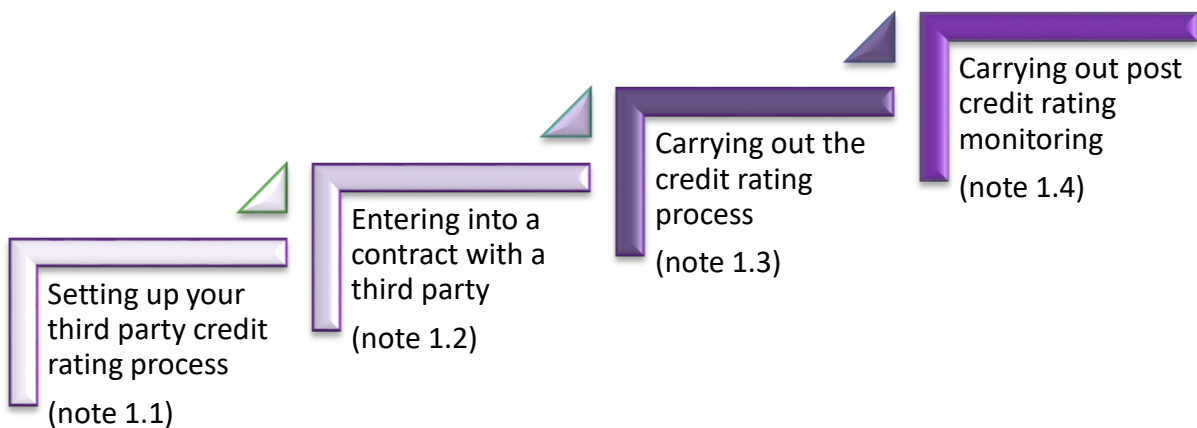 Setting up your
third party credit
rating process
(note 1.1)
Entering into a
contract with a
third party
(note 1.2)
Carrying out the
credit rating
process
(note 1.3)
Carrying out post
credit rating
monitoring
(note 1.4)